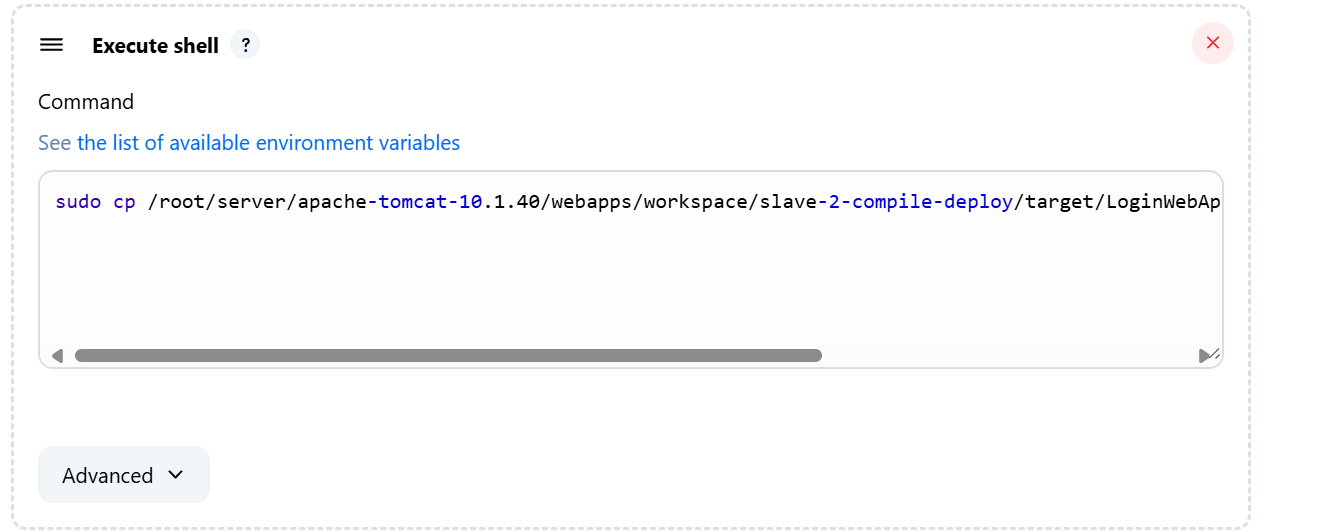 Execute shell ?
Command
See the list of available environment variables
sudo cp /root/server/apache-tomcat-10.1.40/webapps/workspace/slave-2-compile-deploy/target/LoginWebAp
Advanced